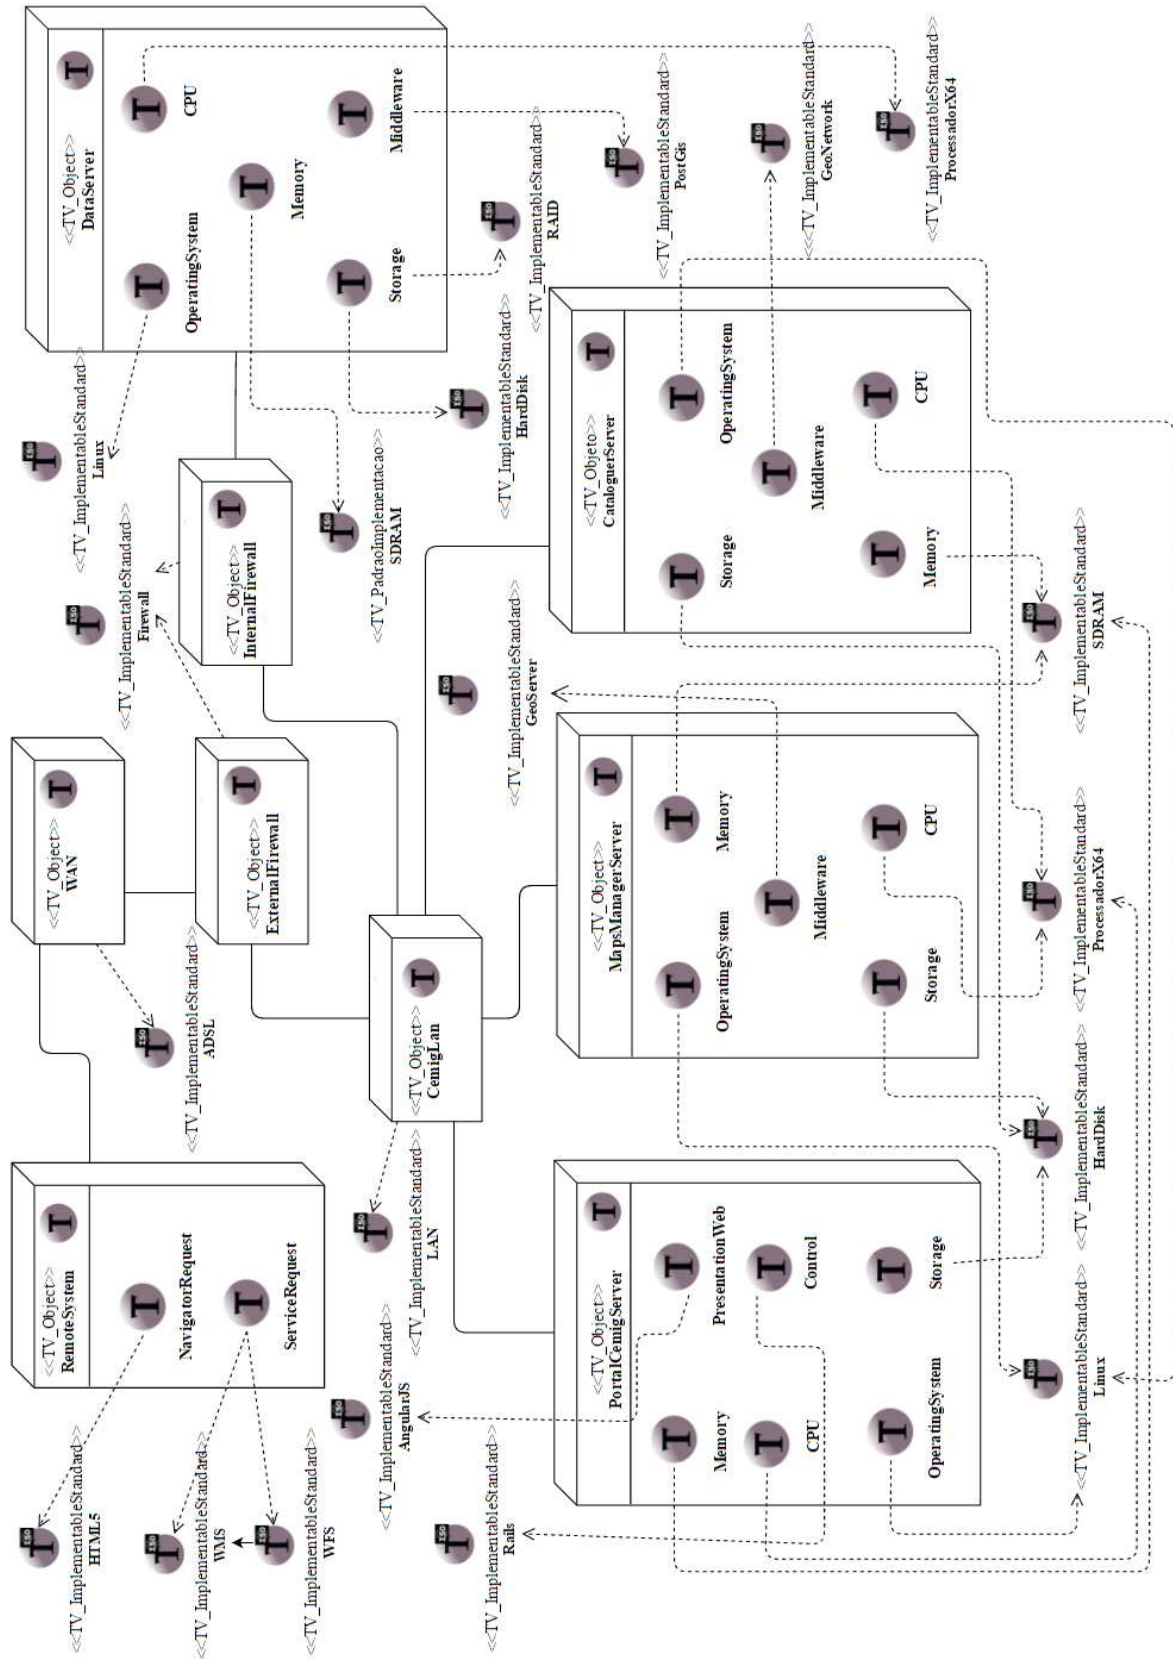 <<TV_Object>>
RemoteSystem
NavigatorRequest
ServiceRequest
<<TV_ImplementableStandard>>
HTML5
<<TV_ImplementableStandard>>
WMS
<<TV_ImplementableStandard>>
WFS
<<TV_Object>>
WAN
<<TV_ImplementableStandard>>
ADSL
<<TV_Object>>
ExternalFirewall
<<TV_ImplementableStandard>>
Firewall
<<TV_Object>>
InternalFirewall
<<TV_ImplementableStandard>>
Linux
<<TV_Object>>
DataServer
OperatingSystem
CPU
Memory
Storage
Middleware
<<TV_PadraoImplementacao>>
SDRAM
<<TV_ImplementableStandard>>
HardDisk
<<TV_ImplementableStandard>>
RAID
<<TV_ImplementableStandard>>
PostGis
<<<TV_ImplementableStandard>>
GeoNetwork
<<TV_ImplementableStandard>>
ProcessadorX64
<<TV_Object>>
CemigLan
<<TV_ImplementableStandard>>
LAN
<<TV_ImplementableStandard>>
AngularJS
<<TV_ImplementableStandard>>
Rails
<<TV_ImplementableStandard>>
GeoServer
<<TV_Object>>
PortalCemigServer
Memory
PresentationWeb
CPU
Control
OperatingSystem
Storage
<<TV_Object>>
MapsManagerServer
OperatingSystem
Memory
Middleware
Storage
CPU
<<TV_Objeto>>
CataloguerServer
Storage
OperatingSystem
Middleware
Memory
CPU
<<TV_ImplementableStandard>>
Linux
<<TV_ImplementableStandard>>
HardDisk
<<TV_ImplementableStandard>>
ProcessadorX64
<<TV_ImplementableStandard>>
SDRAM